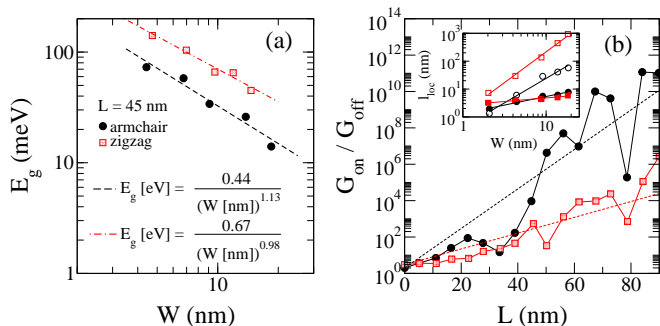 (a)
100
10
1
E_g (meV)
L = 45 nm
armchair
zigzag
E_g [eV] = 0.44 / (W [nm])^1.13
E_g [eV] = 0.67 / (W [nm])^0.98
10
W (nm)
(b)
10^14
10^12
10^10
10^8
10^6
10^4
10^2
10^0
G_on / G_off
0 20 40 60 80
L (nm)
10^3
10^2
10^1
10^0
l_loc (nm)
10
W (nm)